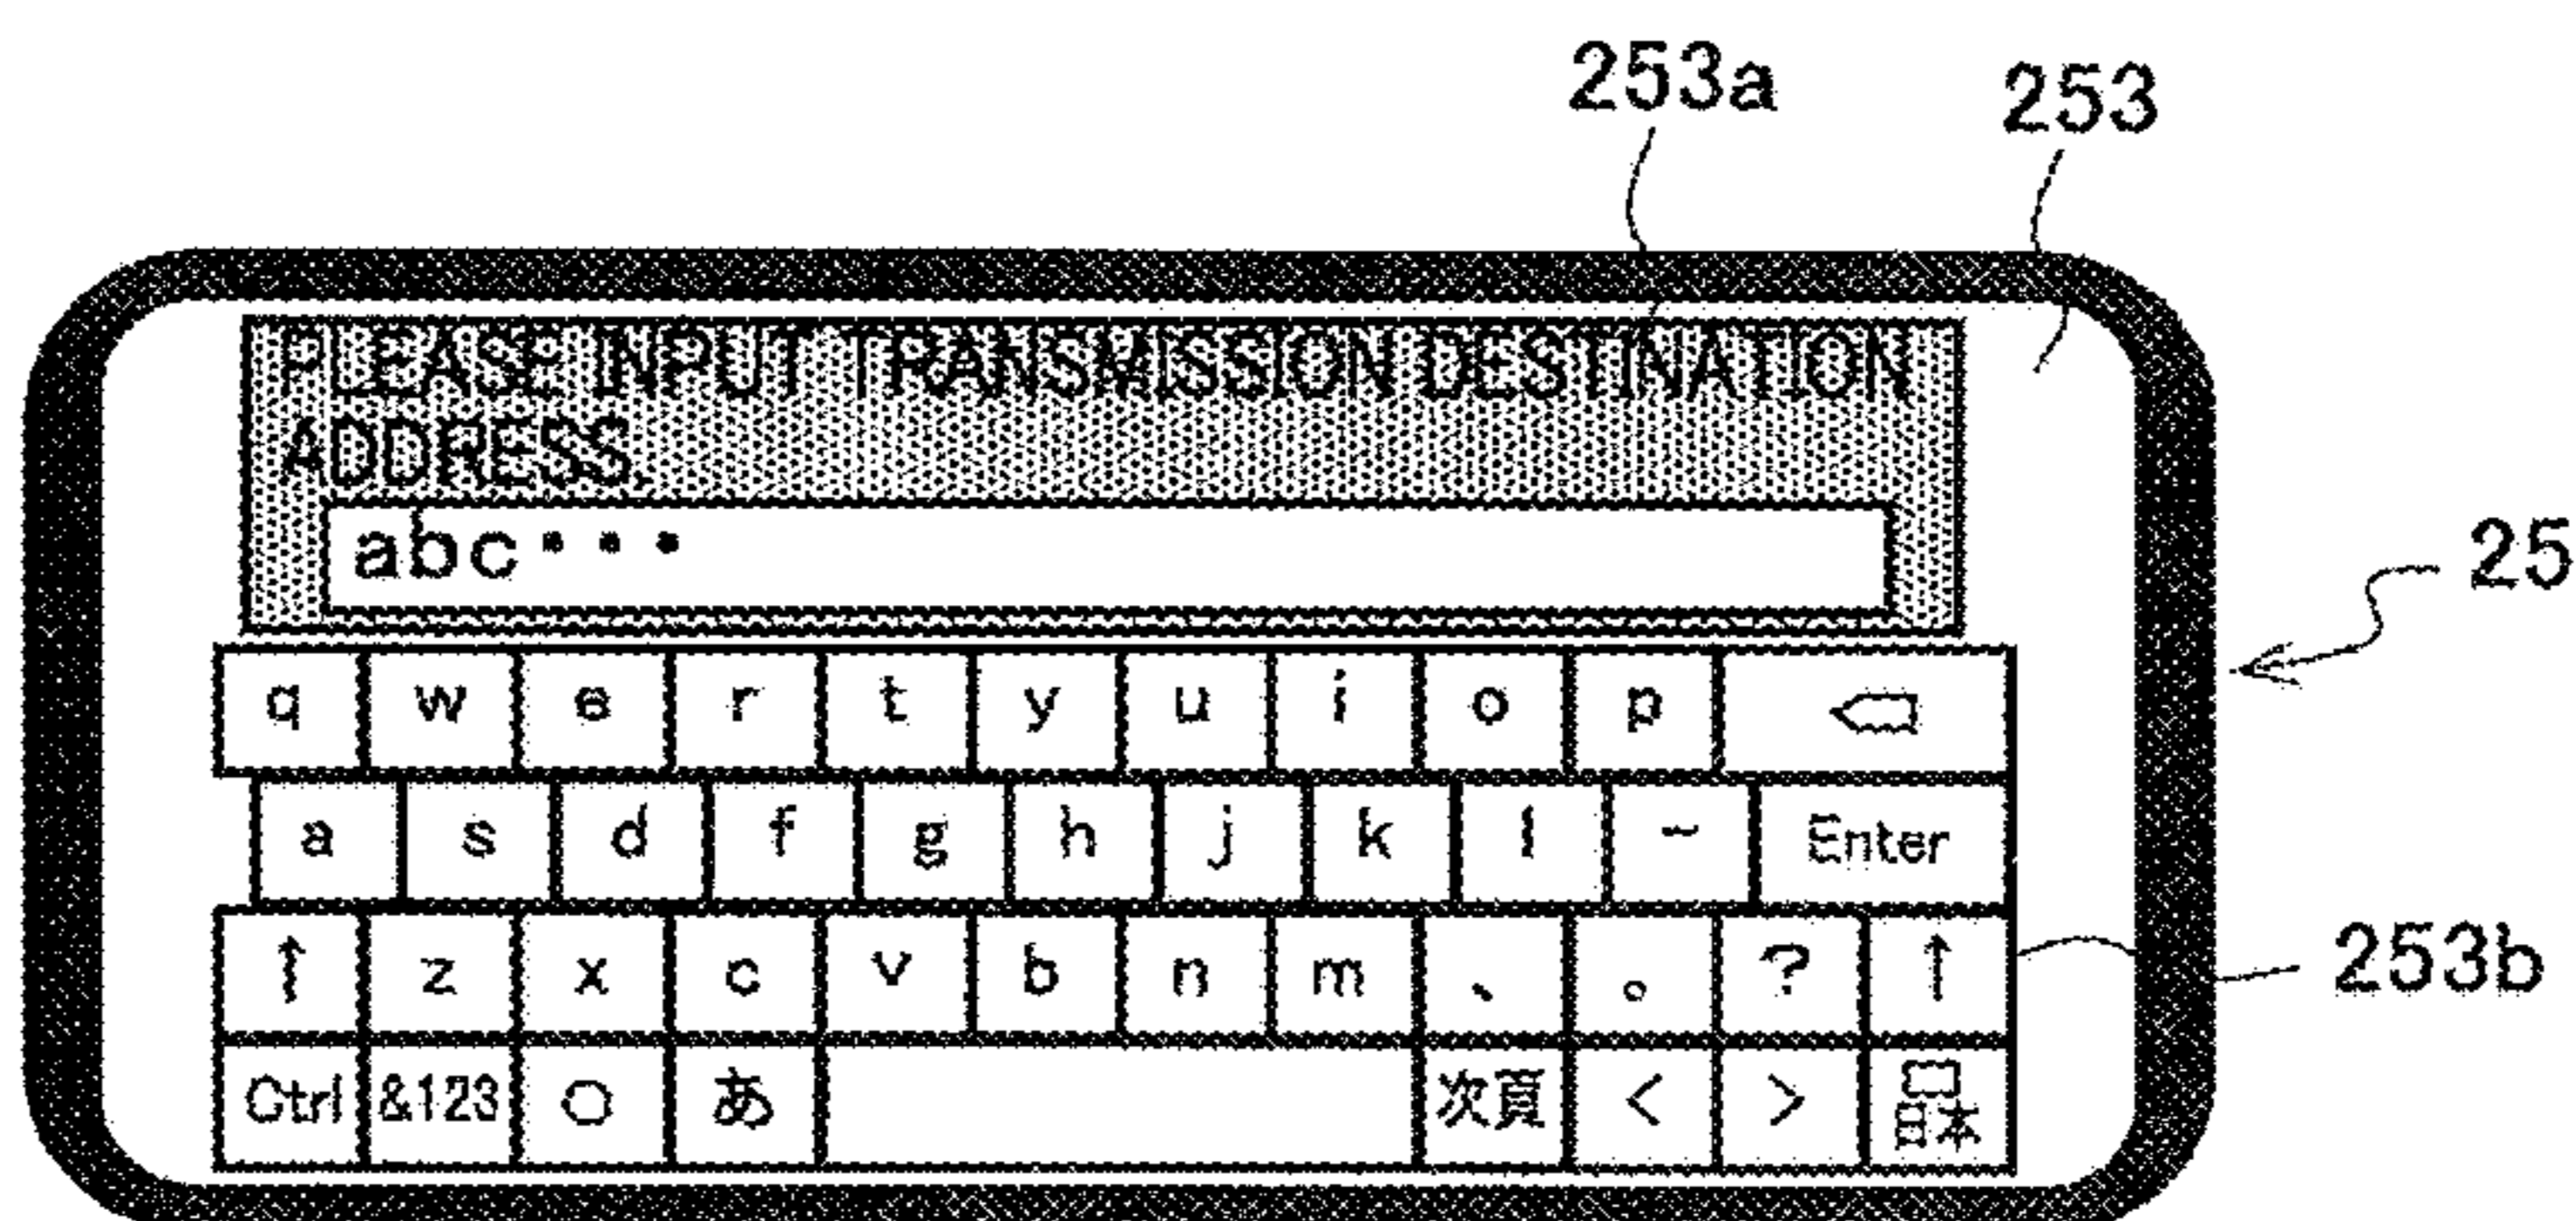 253a 253
PLEASE INPUT TRANSMISSION DESTINATION
ADDRESS.
abc・・・
25
q w e r t y u i o p
a s d f g h j k l - Enter
↑ z x c v b n m 、 。 ? ↑
253b
Ctrl &123 ○ あ 次頁 < > 日本